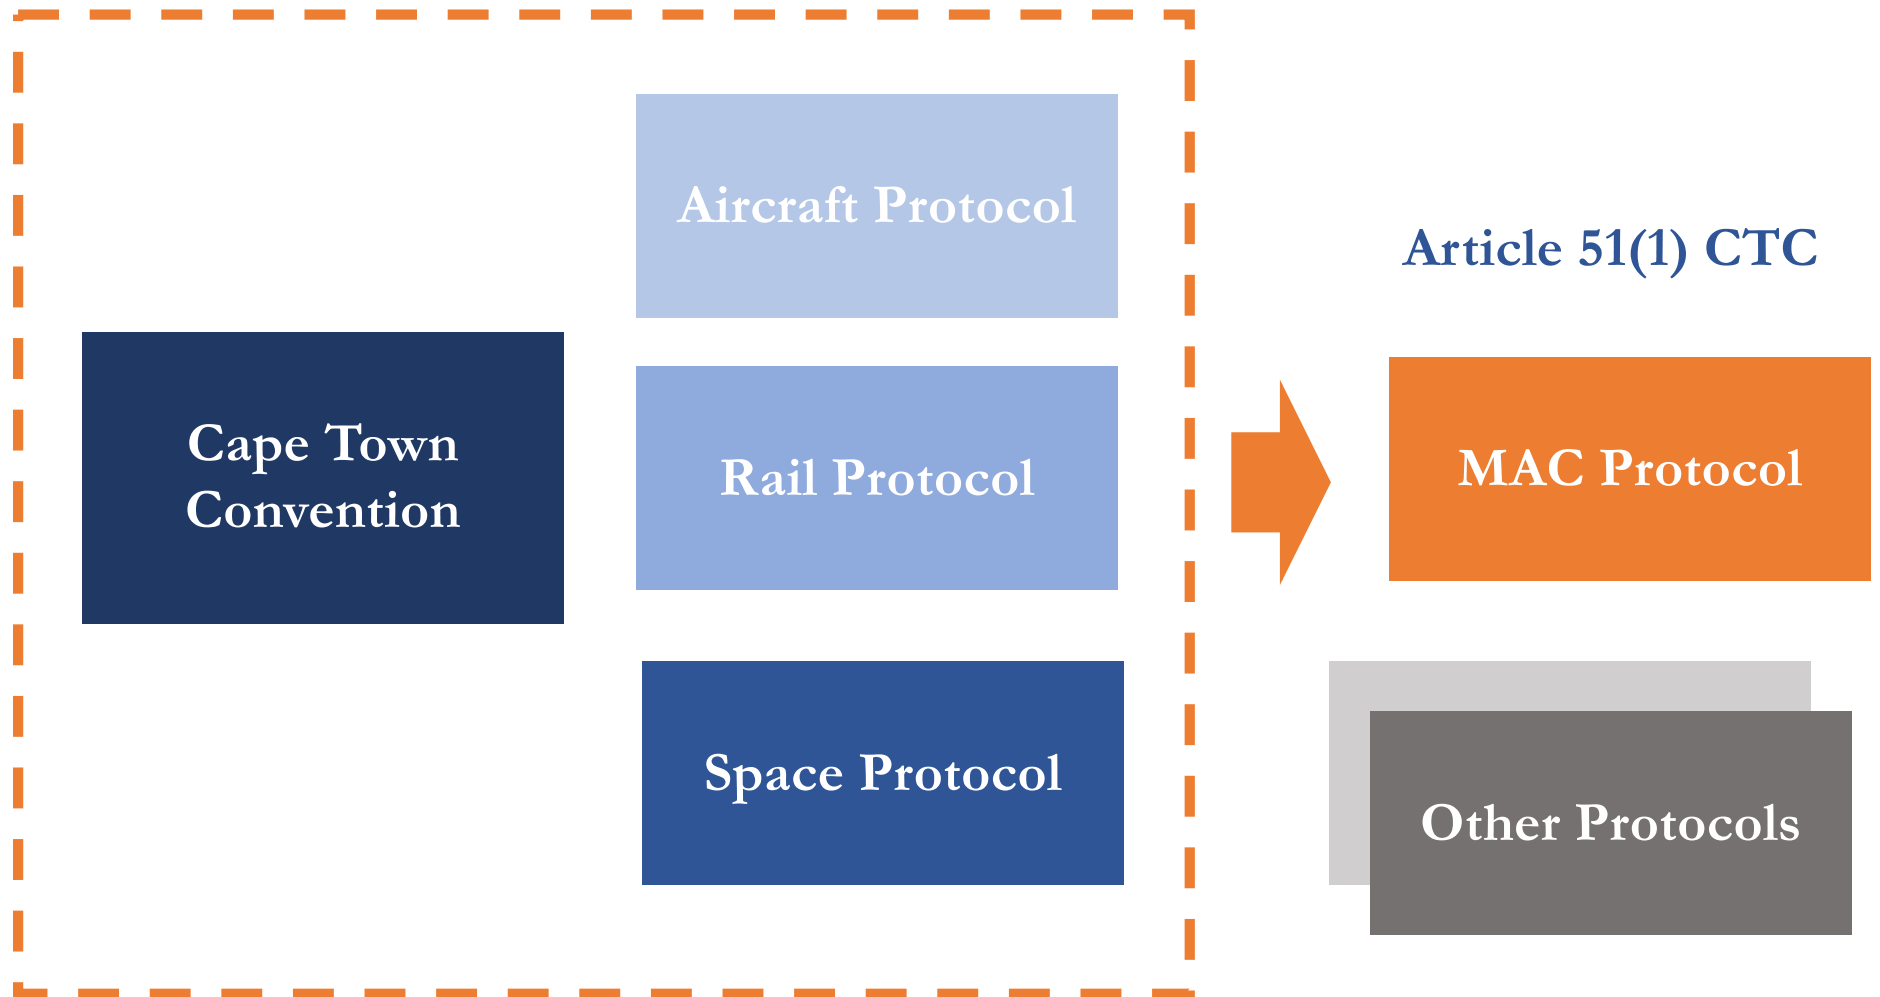 Cape Town
Convention
Aircraft Protocol
Rail Protocol
Space Protocol
Article 51(1) CTC
MAC Protocol
Other Protocols